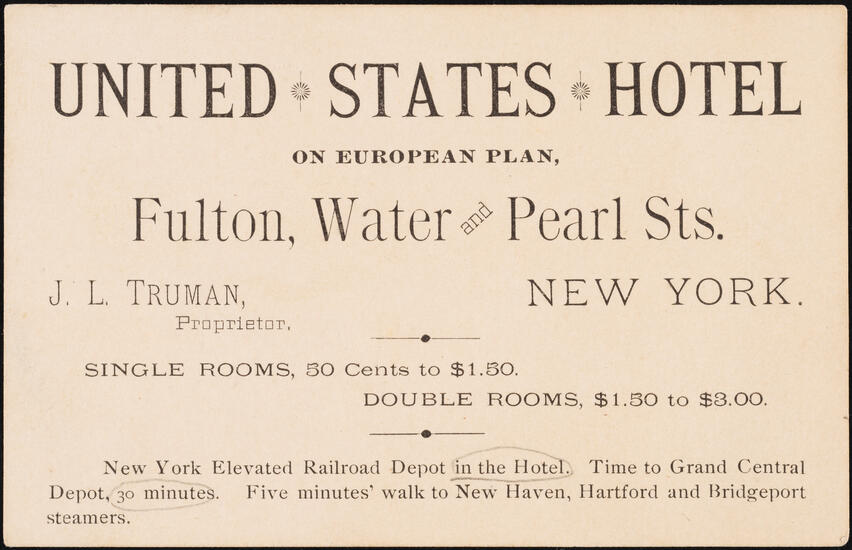 UNITED STATES HOTEL
ON EUROPEAN PLAN,
Fulton, Water and Pearl Sts.
J. L. TRUMAN,
Proprietor,
NEW YORK.
SINGLE ROOMS, 50 Cents to $1.50.
DOUBLE ROOMS, $1.50 to $3.00.
New York Elevated Railroad Depot in the Hotel. Time to Grand Central
Depot, 30 minutes. Five minutes' walk to New Haven, Hartford and Bridgeport
steamers.